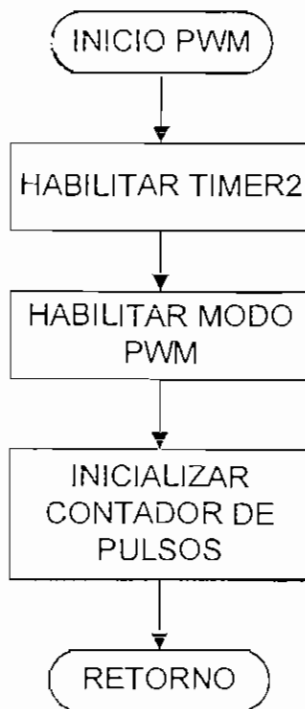 INICIO PWM
HABILITAR TIMER2
HABILITAR MODO
PWM
INICIALIZAR
CONTADOR DE
PULSOS
RETORNO